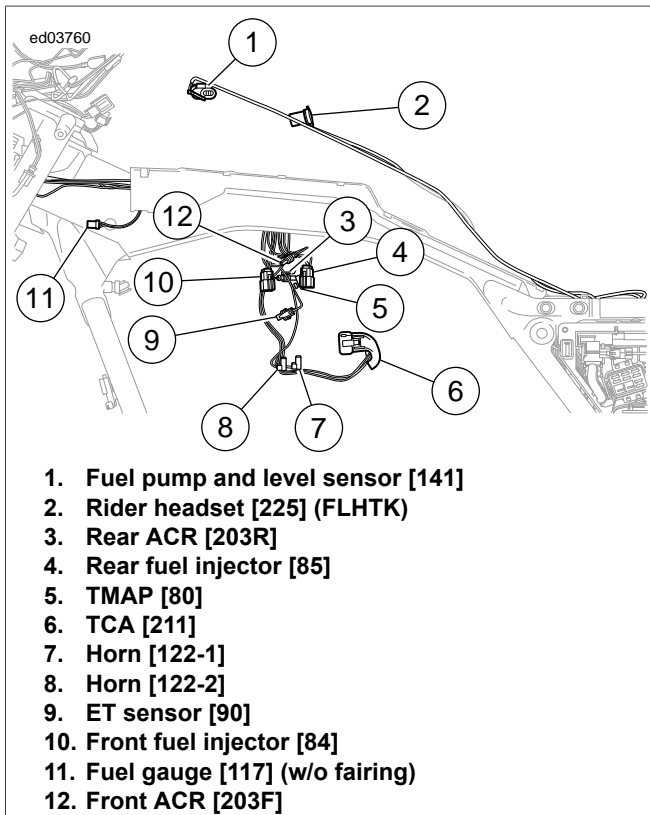 ed03760
1
2
12
3
4
11
10
5
9
6
8
7
1. Fuel pump and level sensor [141]
2. Rider headset [225] (FLHTK)
3. Rear ACR [203R]
4. Rear fuel injector [85]
5. TMAP [80]
6. TCA [211]
7. Horn [122-1]
8. Horn [122-2]
9. ET sensor [90]
10. Front fuel injector [84]
11. Fuel gauge [117] (w/o fairing)
12. Front ACR [203F]